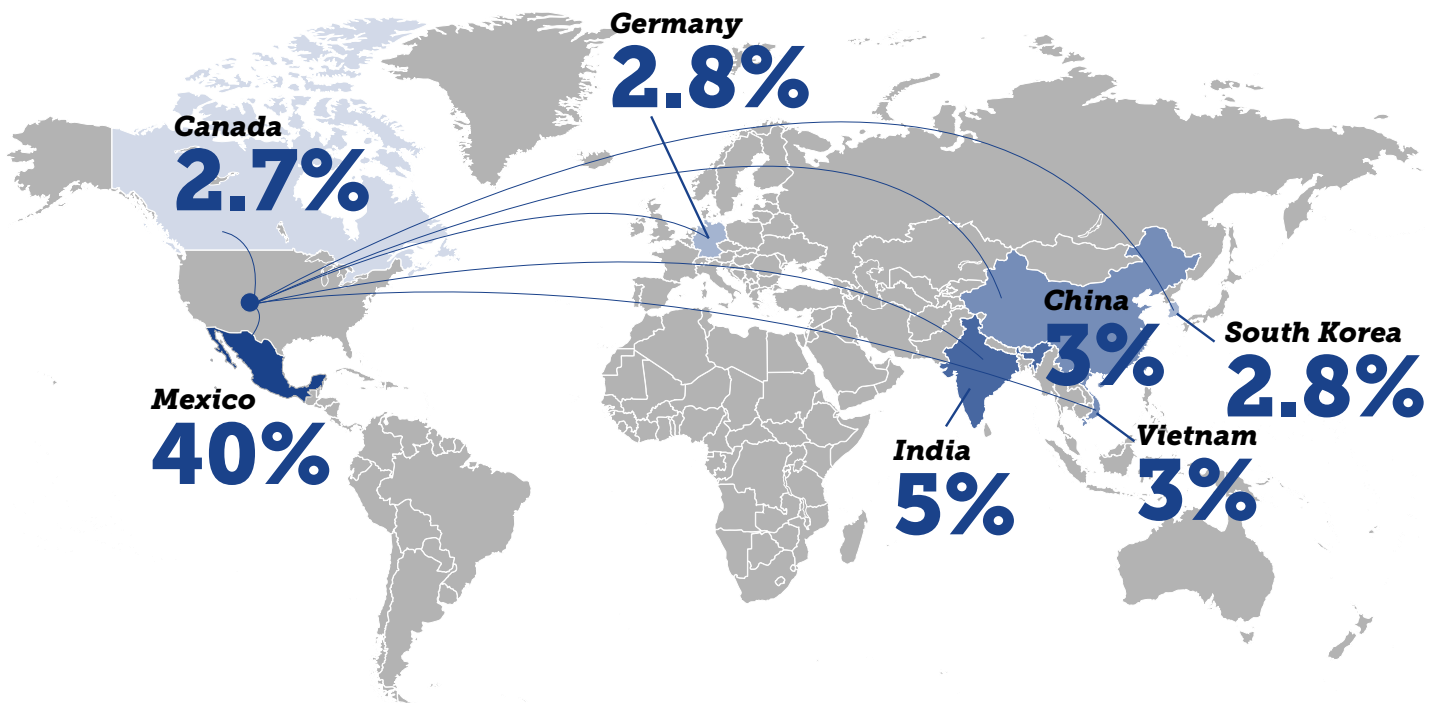 Germany
2.8%
Canada
2.7%
China
3%
South Korea
2.8%
Mexico
40%
India
5%
Vietnam
3%